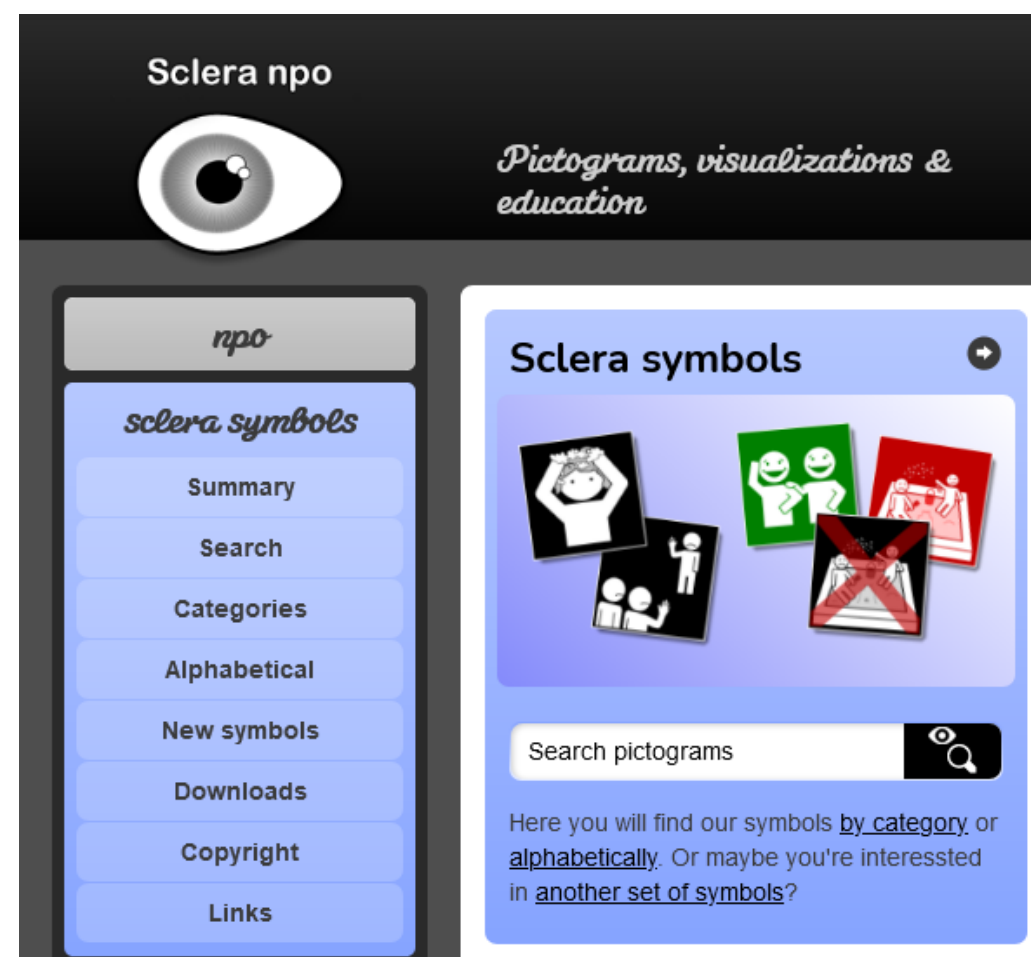 Sclera npo
Pictograms, visualizations &
education
npo
sclera symbols
Summary
Search
Categories
Alphabetical
New symbols
Downloads
Copyright
Links
Sclera symbols
Search pictograms
Here you will find our symbols by category or
alphabetically. Or maybe you're interessted
in another set of symbols?